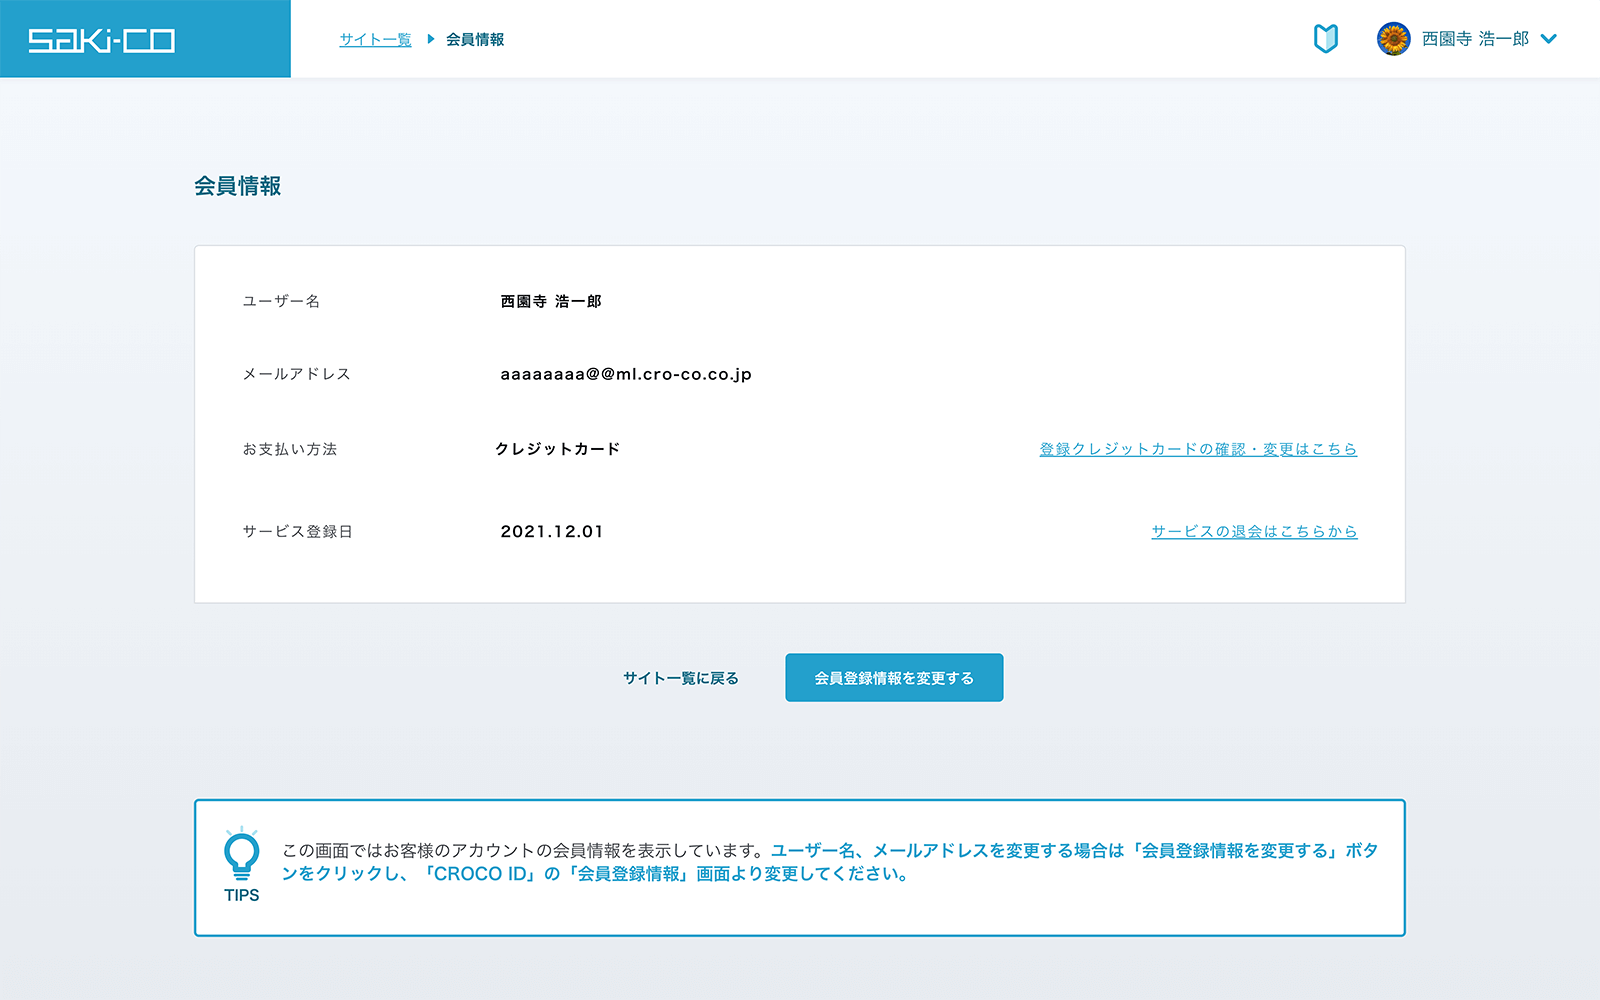 saki-co
サイト一覧 ▶ 会員情報
西園寺 浩一郎
会員情報
ユーザー名 西園寺 浩一郎
メールアドレス aaaaaaaa@@ml.cro-co.co.jp
お支払い方法 クレジットカード 登録クレジットカードの確認・変更はこちら
サービス登録日 2021.12.01 サービスの退会はこちらから
サイト一覧に戻る 会員登録情報を変更する
この画面ではお客様のアカウントの会員情報を表示しています。ユーザー名、メールアドレスを変更する場合は「会員登録情報を変更する」ボタ
ンをクリックし、「CROCO ID」の「会員登録情報」画面より変更してください。
TIPS